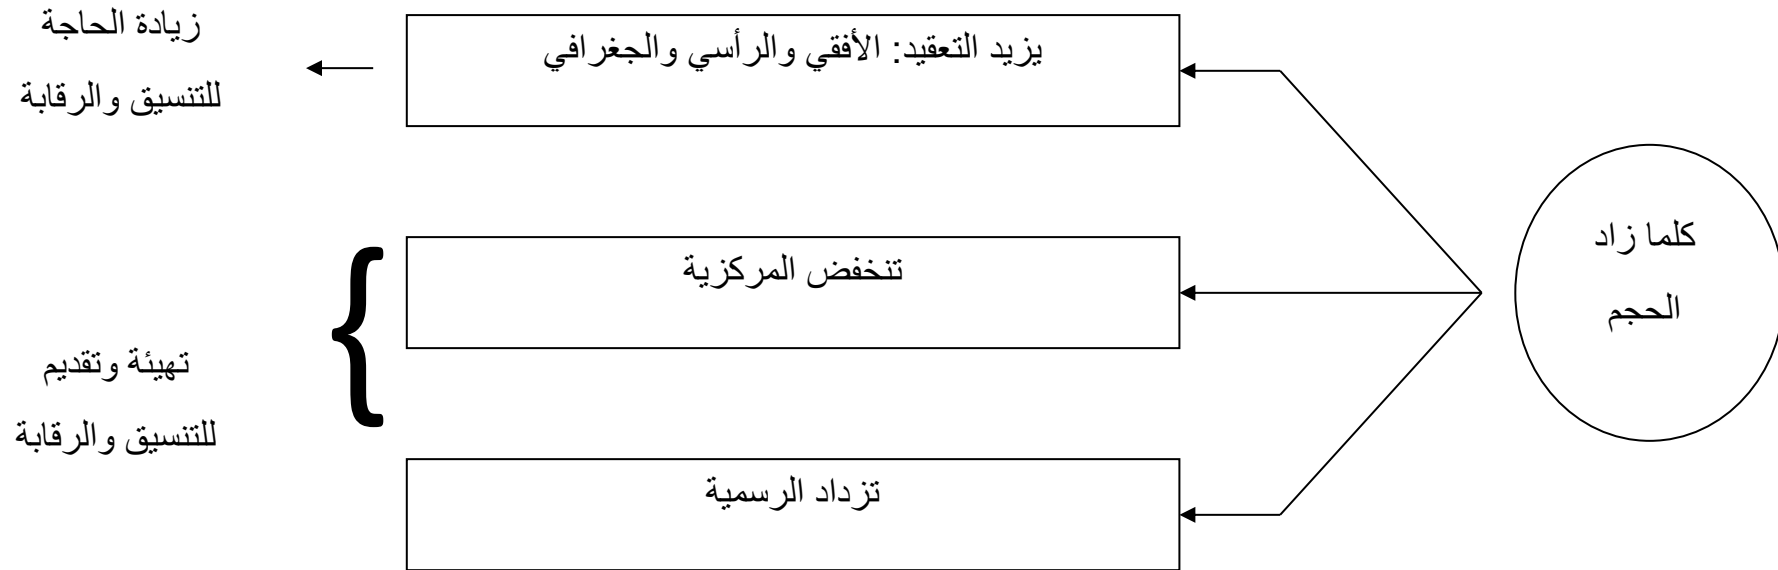 كلما زاد
الحجم
يزيد التعقيد: الأفقي والرأسي والجغرافي
زيادة الحاجة
للتنسيق والرقابة
تنخفض المركزية
تزداد الرسمية
تهيئة وتقديم
للتنسيق والرقابة